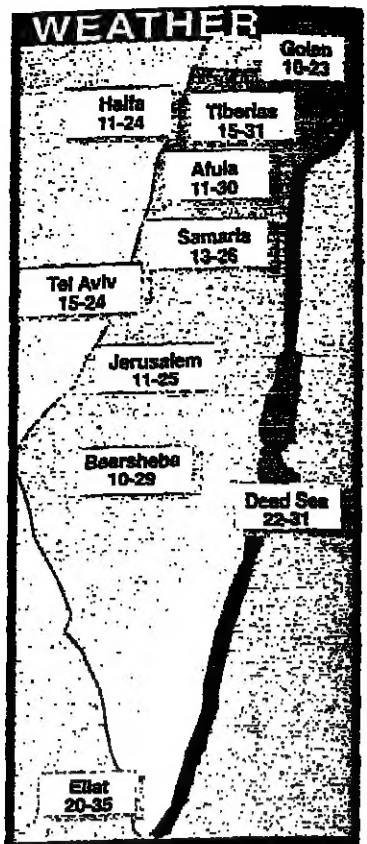 WEATHER
Golan
10-23
Haifa
11-24
Tiberias
15-31
Afula
11-30
Samaria
13-26
Tel Aviv
15-24
Jerusalem
11-25
Beersheba
10-29
Dead Sea
22-31
Eilat
20-35